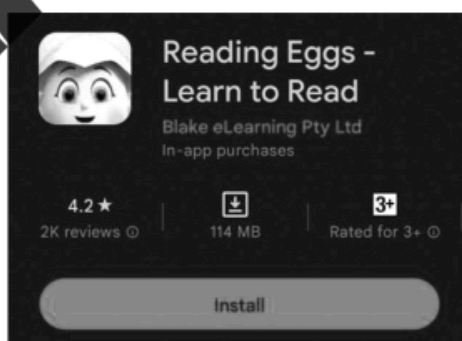 Reading Eggs -
Learn to Read
Blake eLearning Pty Ltd
In-app purchases
4.2 ★
2K reviews ⓘ
114 MB
3+
Rated for 3+ ⓘ
Install